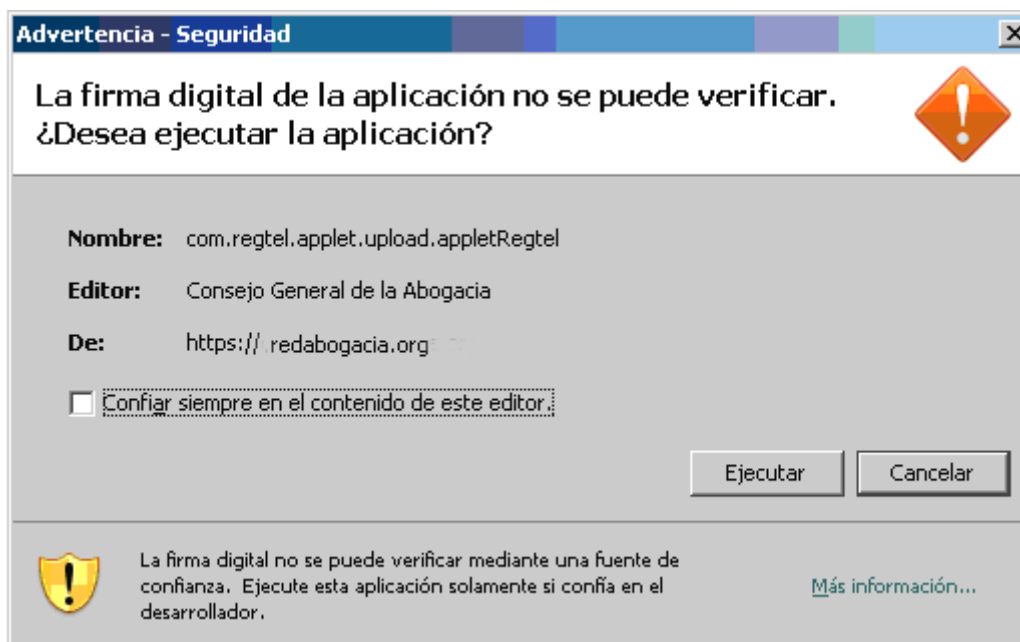 Advertencia - Seguridad
La firma digital de la aplicación no se puede verificar.
¿Desea ejecutar la aplicación?
Nombre: com.regtel.applet.upload.appletRegtel
Editor: Consejo General de la Abogacia
De: https://.redabogacia.org
Confiar siempre en el contenido de este editor.
Ejecutar Cancelar
La firma digital no se puede verificar mediante una fuente de
confianza. Ejecute esta aplicación solamente si confía en el
desarrollador.
Más información...